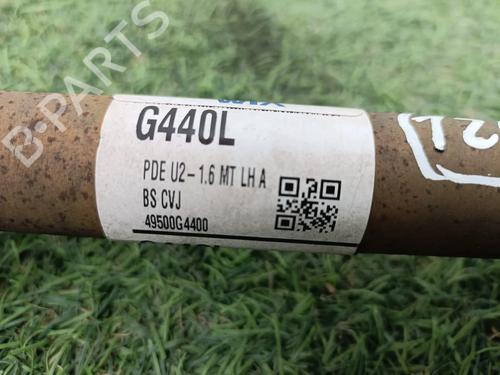 B-PARTS
G440L
PDE U2-1.6 MT LH A
BS CVJ
49500G4400